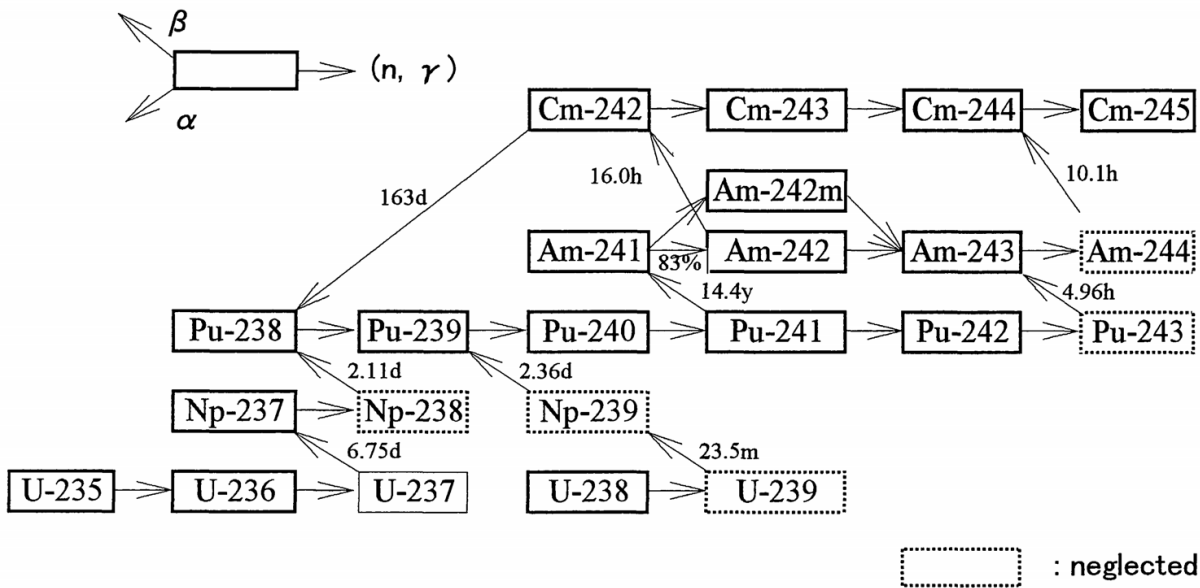 β
(n, γ)
α
Cm-242 Cm-243 Cm-244 Cm-245
163d 16.0h Am-242m 10.1h
Am-241 83% Am-242 Am-243 Am-244
14.4y 4.96h
Pu-238 Pu-239 Pu-240 Pu-241 Pu-242 Pu-243
2.11d 2.36d
Np-237 Np-238 Np-239
6.75d 23.5m
U-235 U-236 U-237 U-238 U-239
: neglected